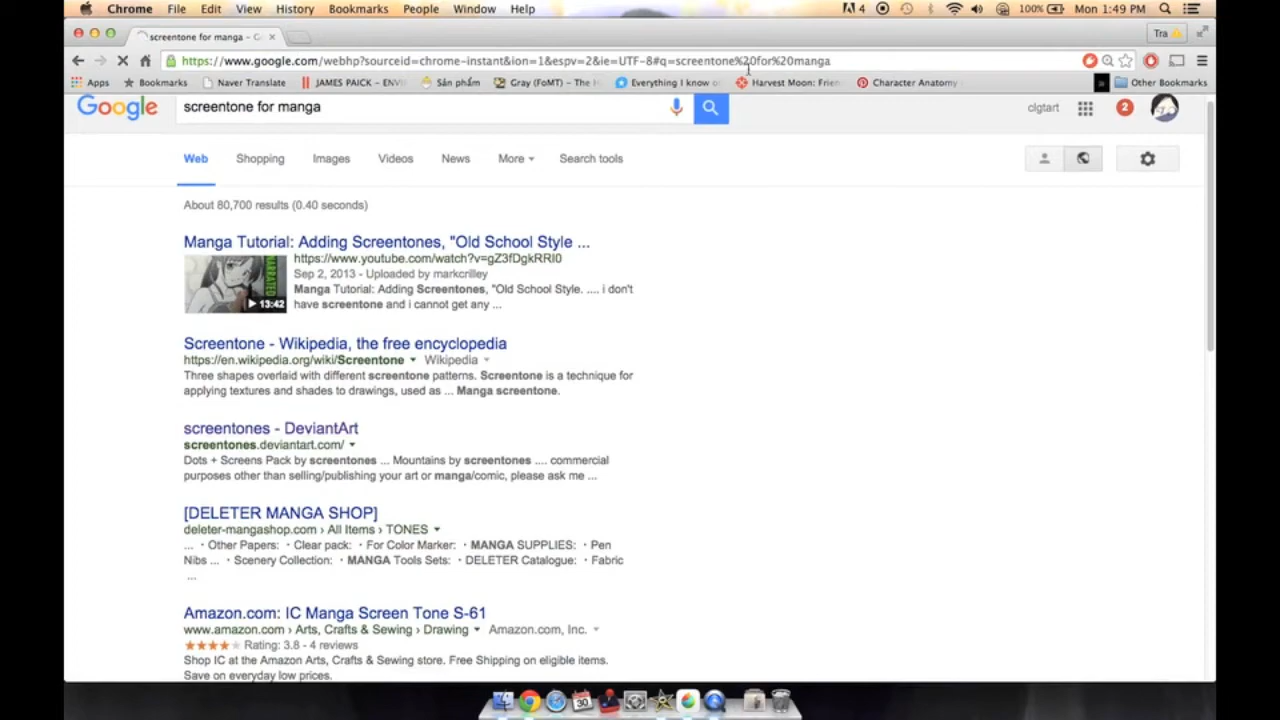 Chrome File Edit View History Bookmarks People Window Help 4 100% Mon 1:49 PM
screentone for manga - G Tra
https://www.google.com/webhp?sourceid=chrome-instant&ion=1&espv=2&ie=UTF-8#q=screentone%20for%20manga
Apps Bookmarks Naver Translate JAMES PAICK - ENVI Sản phẩm Gray (FoMT) – The H Everything I know o Harvest Moon: Frien Character Anatomy » Other Bookmarks
Google screentone for manga clgtart 2
Web Shopping Images Videos News More Search tools
About 80,700 results (0.40 seconds)
Manga Tutorial: Adding Screentones, "Old School Style ...
https://www.youtube.com/watch?v=gZ3fDgkRRI0
Sep 2, 2013 - Uploaded by markcrilley
Manga Tutorial: Adding Screentones, "Old School Style. .... i don't
NARRATED
13:42
have screentone and i cannot get any ...
Screentone - Wikipedia, the free encyclopedia
https://en.wikipedia.org/wiki/Screentone Wikipedia
Three shapes overlaid with different screentone patterns. Screentone is a technique for
applying textures and shades to drawings, used as ... Manga screentone.
screentones - DeviantArt
screentones.deviantart.com/
Dots + Screens Pack by screentones ... Mountains by screentones .... commercial
purposes other than selling/publishing your art or manga/comic, please ask me ...
[DELETER MANGA SHOP]
deleter-mangashop.com › All Items › TONES
... ・Other Papers: ・Clear pack: ・For Color Marker: ・MANGA SUPPLIES: ・Pen
Nibs ... ・Scenery Collection: ・MANGA Tools Sets: ・DELETER Catalogue: ・Fabric
...
Amazon.com: IC Manga Screen Tone S-61
www.amazon.com › Arts, Crafts & Sewing › Drawing Amazon.com, Inc.
Rating: 3.8 - 4 reviews
Shop IC at the Amazon Arts, Crafts & Sewing store. Free Shipping on eligible items.
Save on everyday low prices.
30